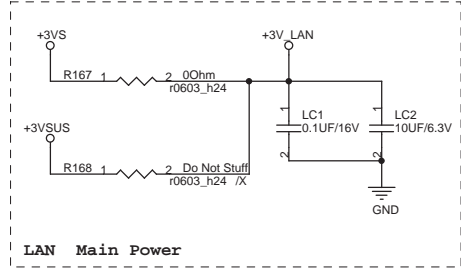 +3VS
+3V_LAN
R167 1 2 0Ohm
r0603_h24
+3VSUS
R168 1 2 Do Not Stuff
r0603_h24 /X
1
LC1
0.1UF/16V
2
1
LC2
10UF/6.3V
2
GND
LAN Main Power